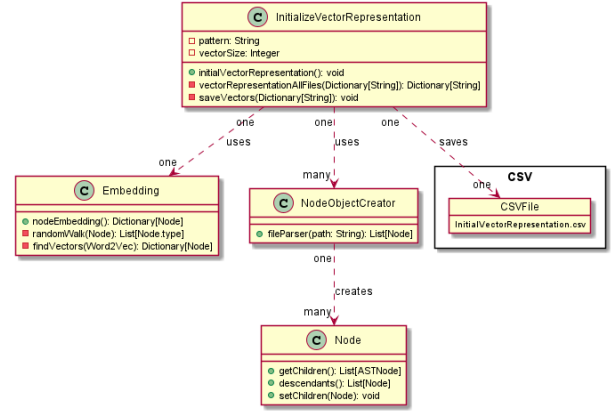 C InitializeVectorRepresentation
pattern: String
vectorSize: Integer
initialVectorRepresentation(): void
vectorRepresentationAllFiles(Dictionary[String]): Dictionary[String]
saveVectors(Dictionary[String]): void
one
one
one
uses
uses
saves
one
many
one
C Embedding
nodeEmbedding(): Dictionary[Node]
randomWalk(Node): List[Node.type]
findVectors(Word2Vec): Dictionary[Node]
C NodeObjectCreator
fileParser(path: String): List[Node]
CSV
CSVFile
InitialVectorRepresentation.csv
one
creates
many
C Node
getChildren(): List[ASTNode]
descendants(): List[Node]
setChildren(Node): void